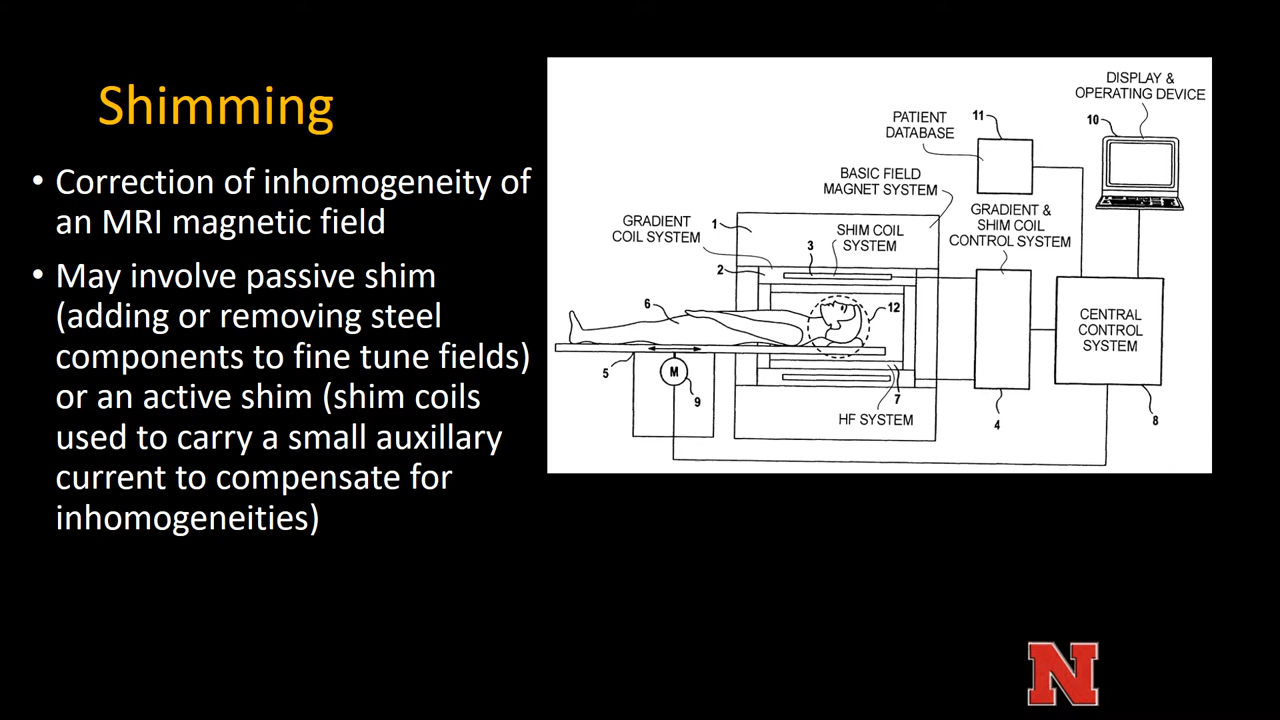 Shimming
• Correction of inhomogeneity of
an MRI magnetic field
• May involve passive shim
(adding or removing steel
components to fine tune fields)
or an active shim (shim coils
used to carry a small auxillary
current to compensate for
inhomogeneities)
DISPLAY &
OPERATING DEVICE
10
PATIENT
DATABASE
11
BASIC FIELD
MAGNET SYSTEM
GRADIENT &
SHIM COIL
CONTROL SYSTEM
GRADIENT
COIL SYSTEM
1
SHIM COIL
SYSTEM
2
3
6
12
CENTRAL
CONTROL
SYSTEM
5
M
9
7
HF SYSTEM
4
8
N